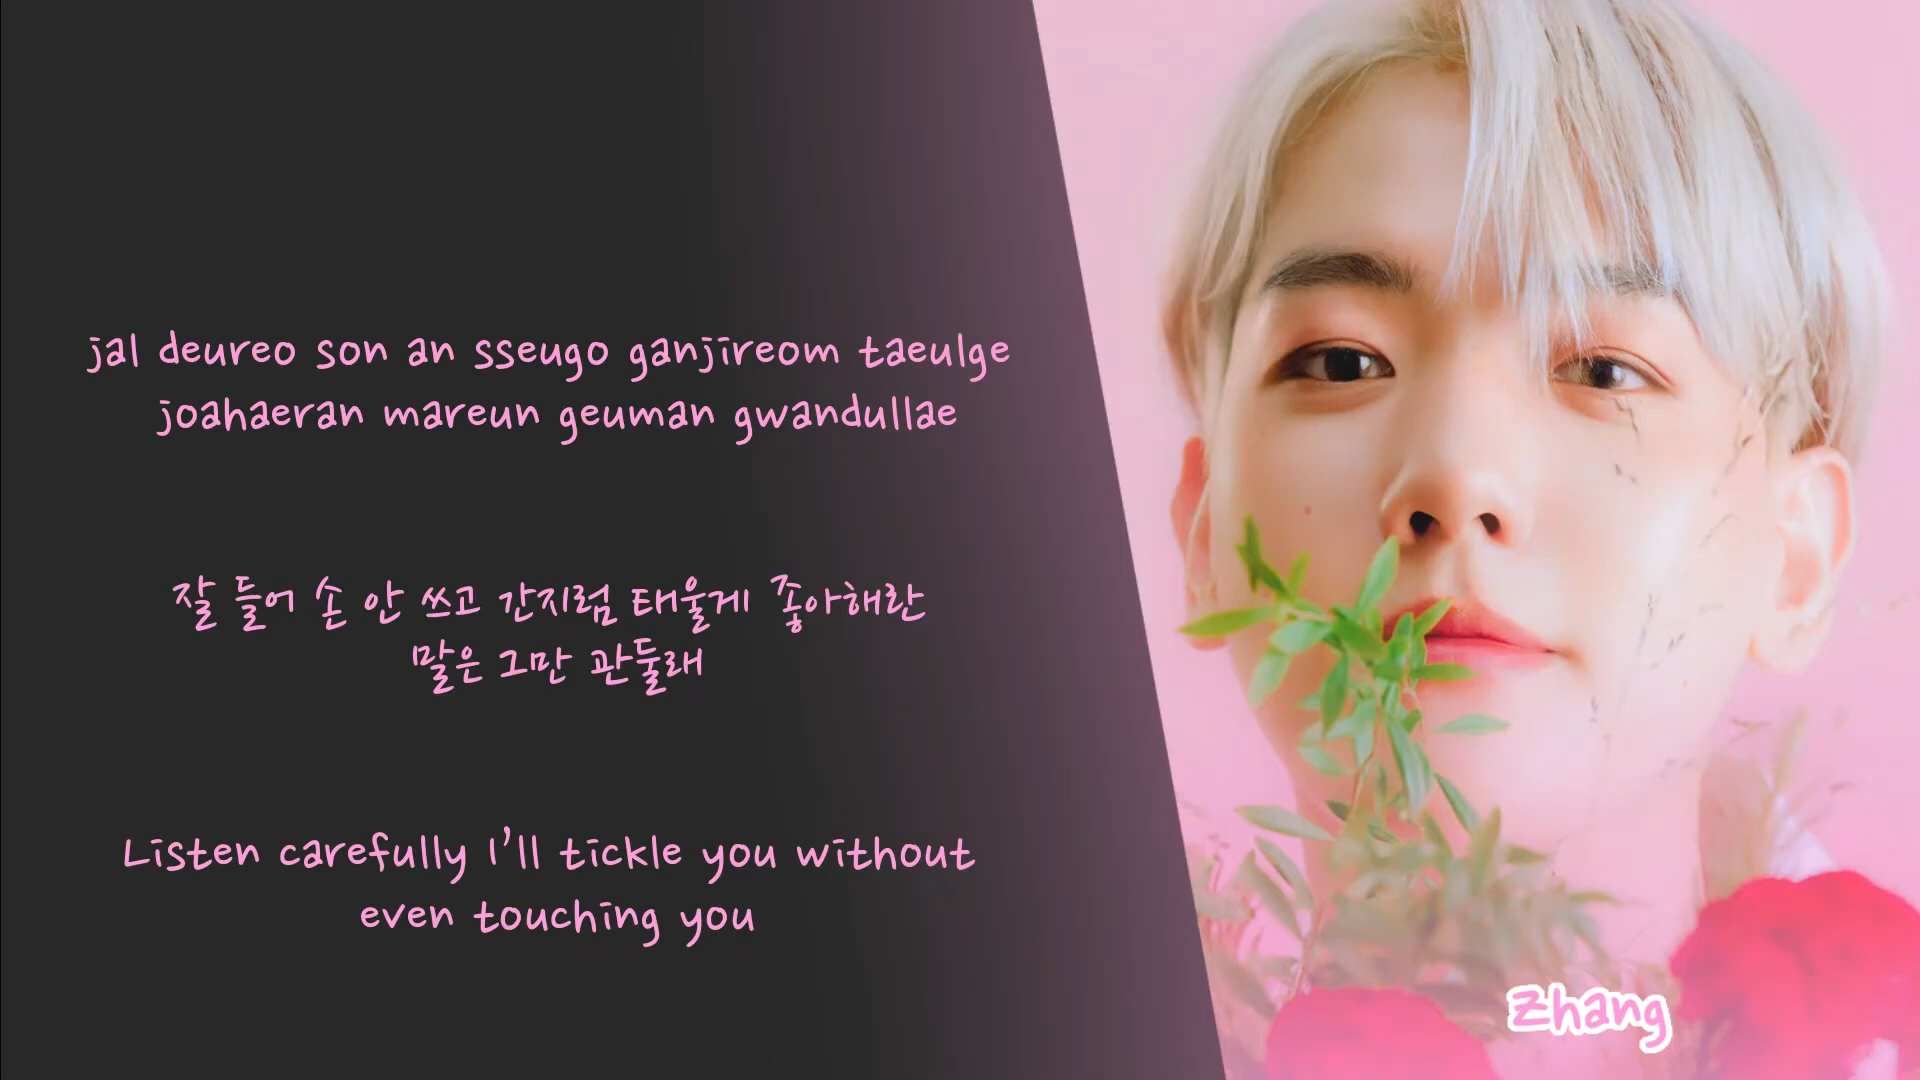 jal deureo son an sseugo ganjireom taeulge
joahaeran mareun geuman gwandullae
잘 들어 손 안 쓰고 간지럼 태울게 좋아해란
말은 그만 관둘래
Listen carefully I'll tickle you without
even touching you
Zhang